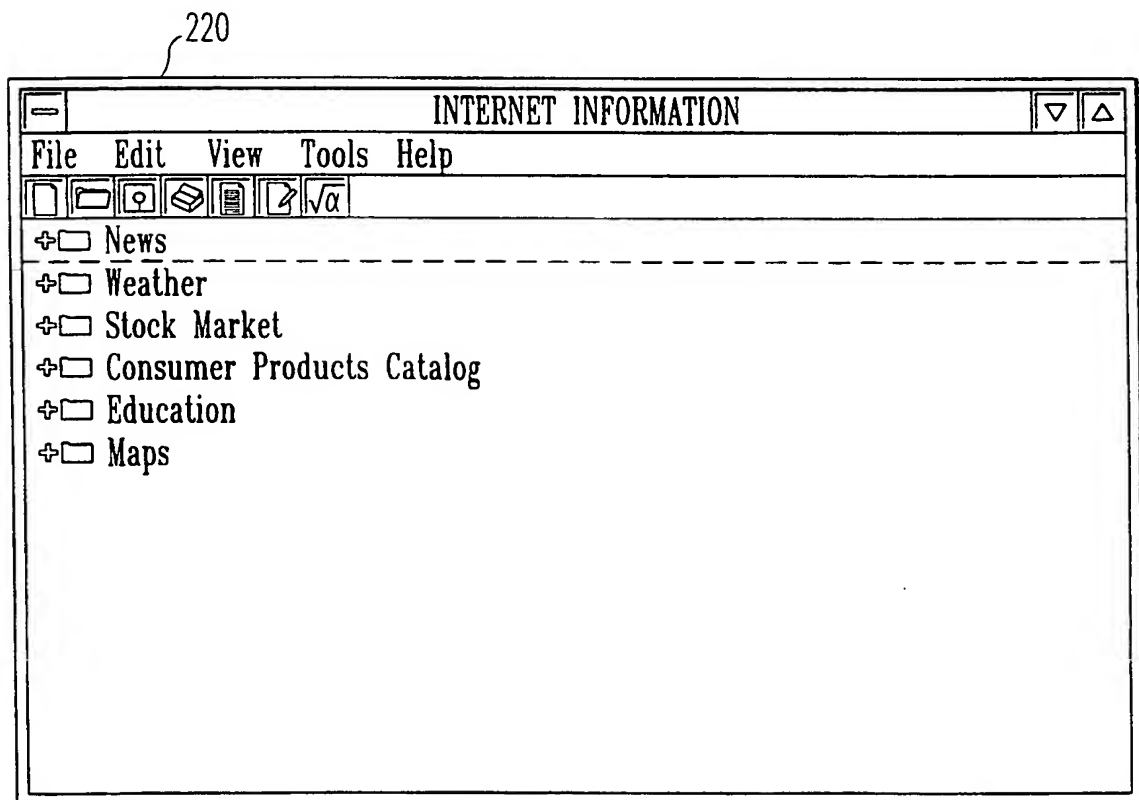 220
INTERNET INFORMATION
File Edit View Tools Help
√α
News
Weather
Stock Market
Consumer Products Catalog
Education
Maps